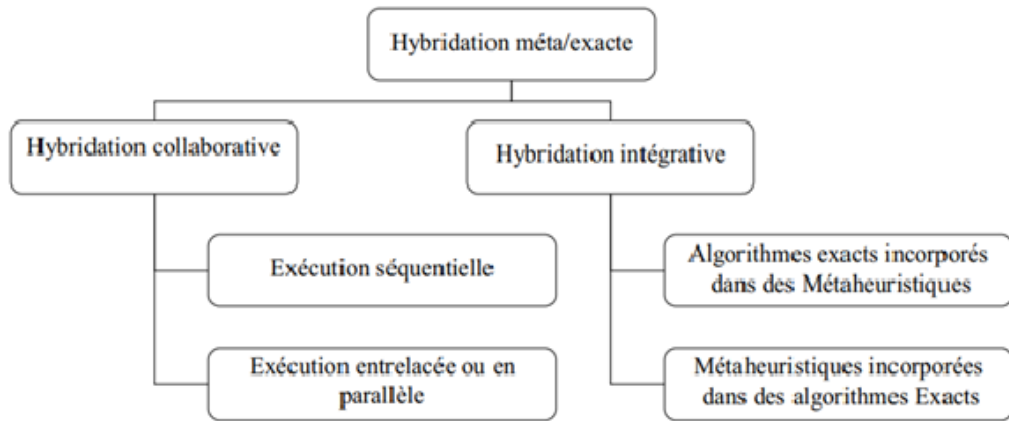 Hybridation méta/exacte
Hybridation collaborative
Hybridation intégrative
Exécution séquentielle
Algorithmes exacts incorporés
dans des Métaheuristiques
Exécution entrelacée ou en
parallèle
Métaheuristiques incorporées
dans des algorithmes Exacts